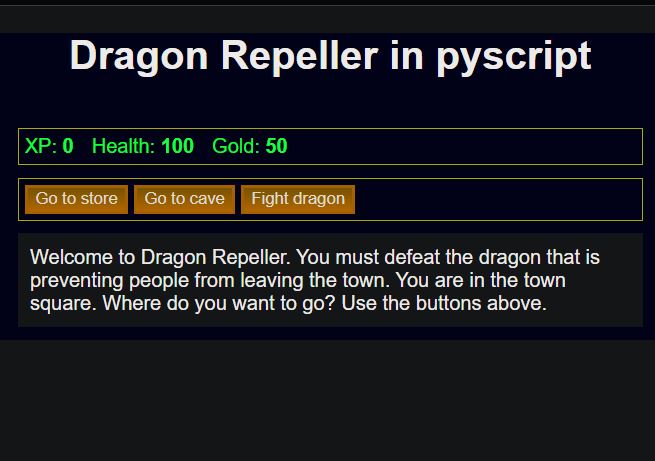 Dragon Repeller in pyscript
XP: 0 Health: 100 Gold: 50
Go to store Go to cave Fight dragon
Welcome to Dragon Repeller. You must defeat the dragon that is
preventing people from leaving the town. You are in the town
square. Where do you want to go? Use the buttons above.